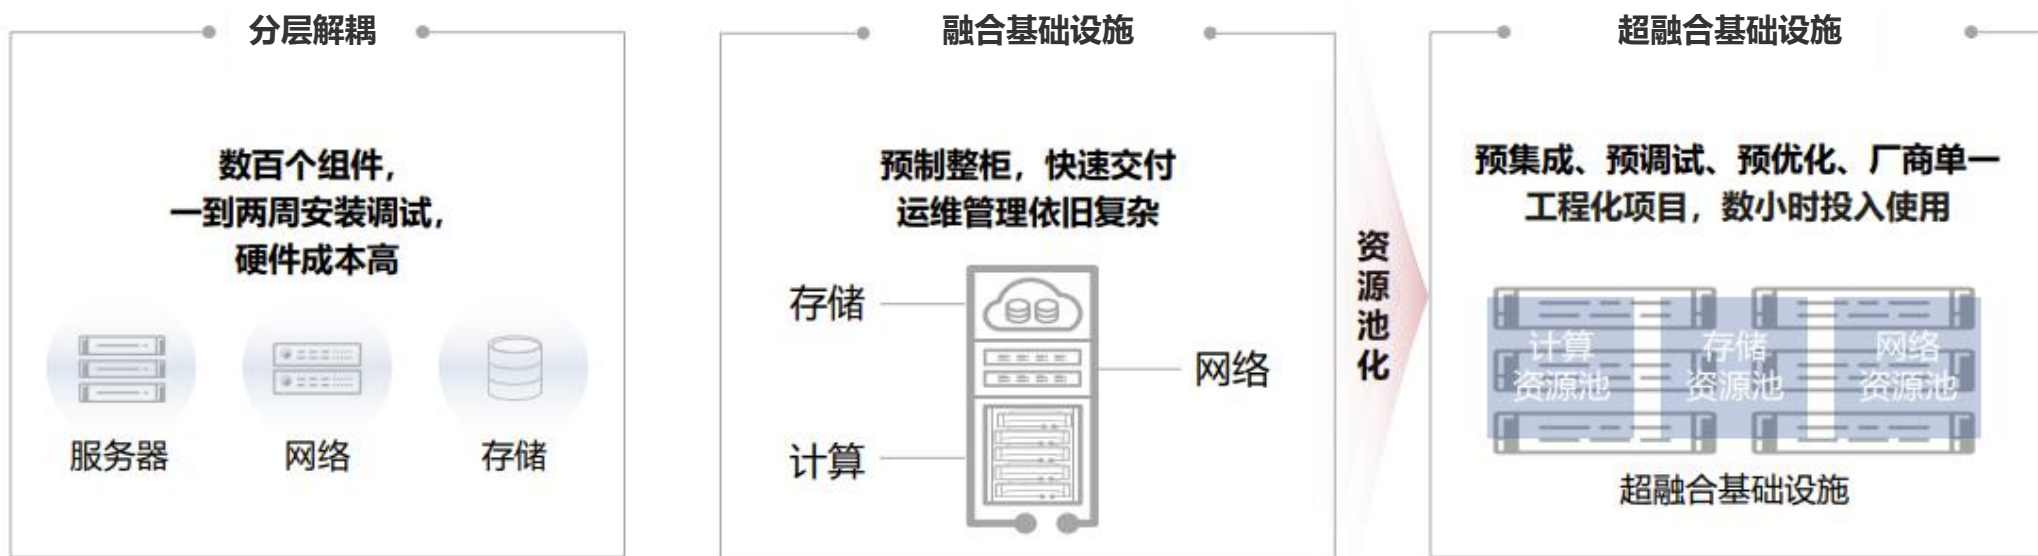 分层解耦
数百个组件，
一到两周安装调试，
硬件成本高
服务器
网络
存储
融合基础设施
预制整柜，快速交付
运维管理依旧复杂
存储
网络
计算
资源池化
超融合基础设施
预集成、预调试、预优化、厂商单一
工程化项目，数小时投入使用
计算
资源池
存储
资源池
网络
资源池
超融合基础设施